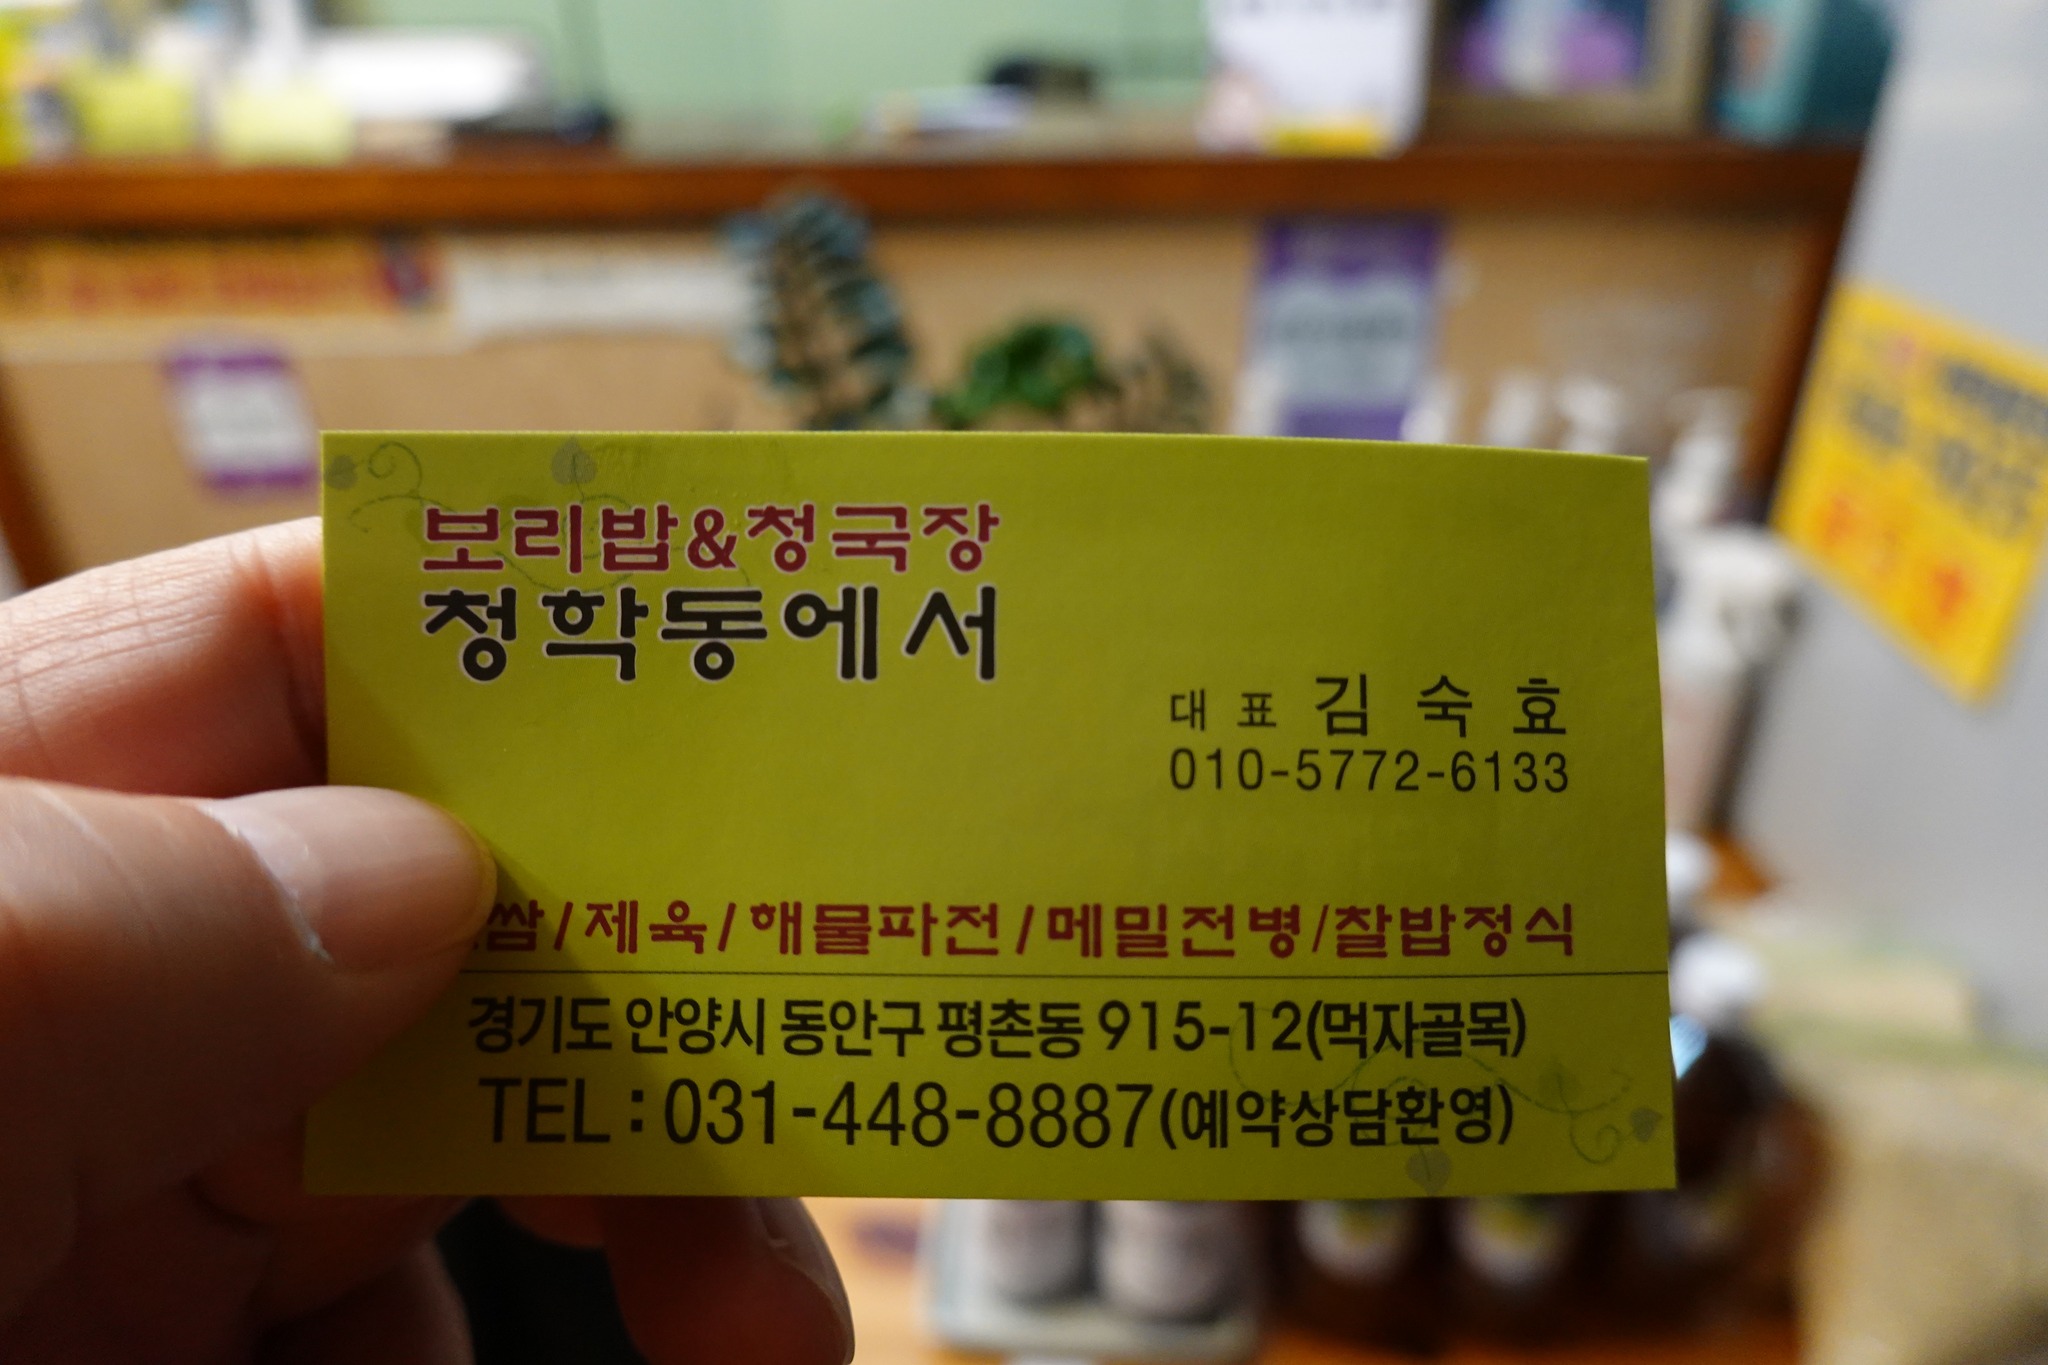 보리밥&청국장
청학동에서
대 표 김 숙 효
010-5772-6133
쌈/제육/해물파전/메밀전병/찰밥정식
경기도 안양시 동안구 평촌동 915-12(먹자골목)
TEL : 031-448-8887(예약상담환영)